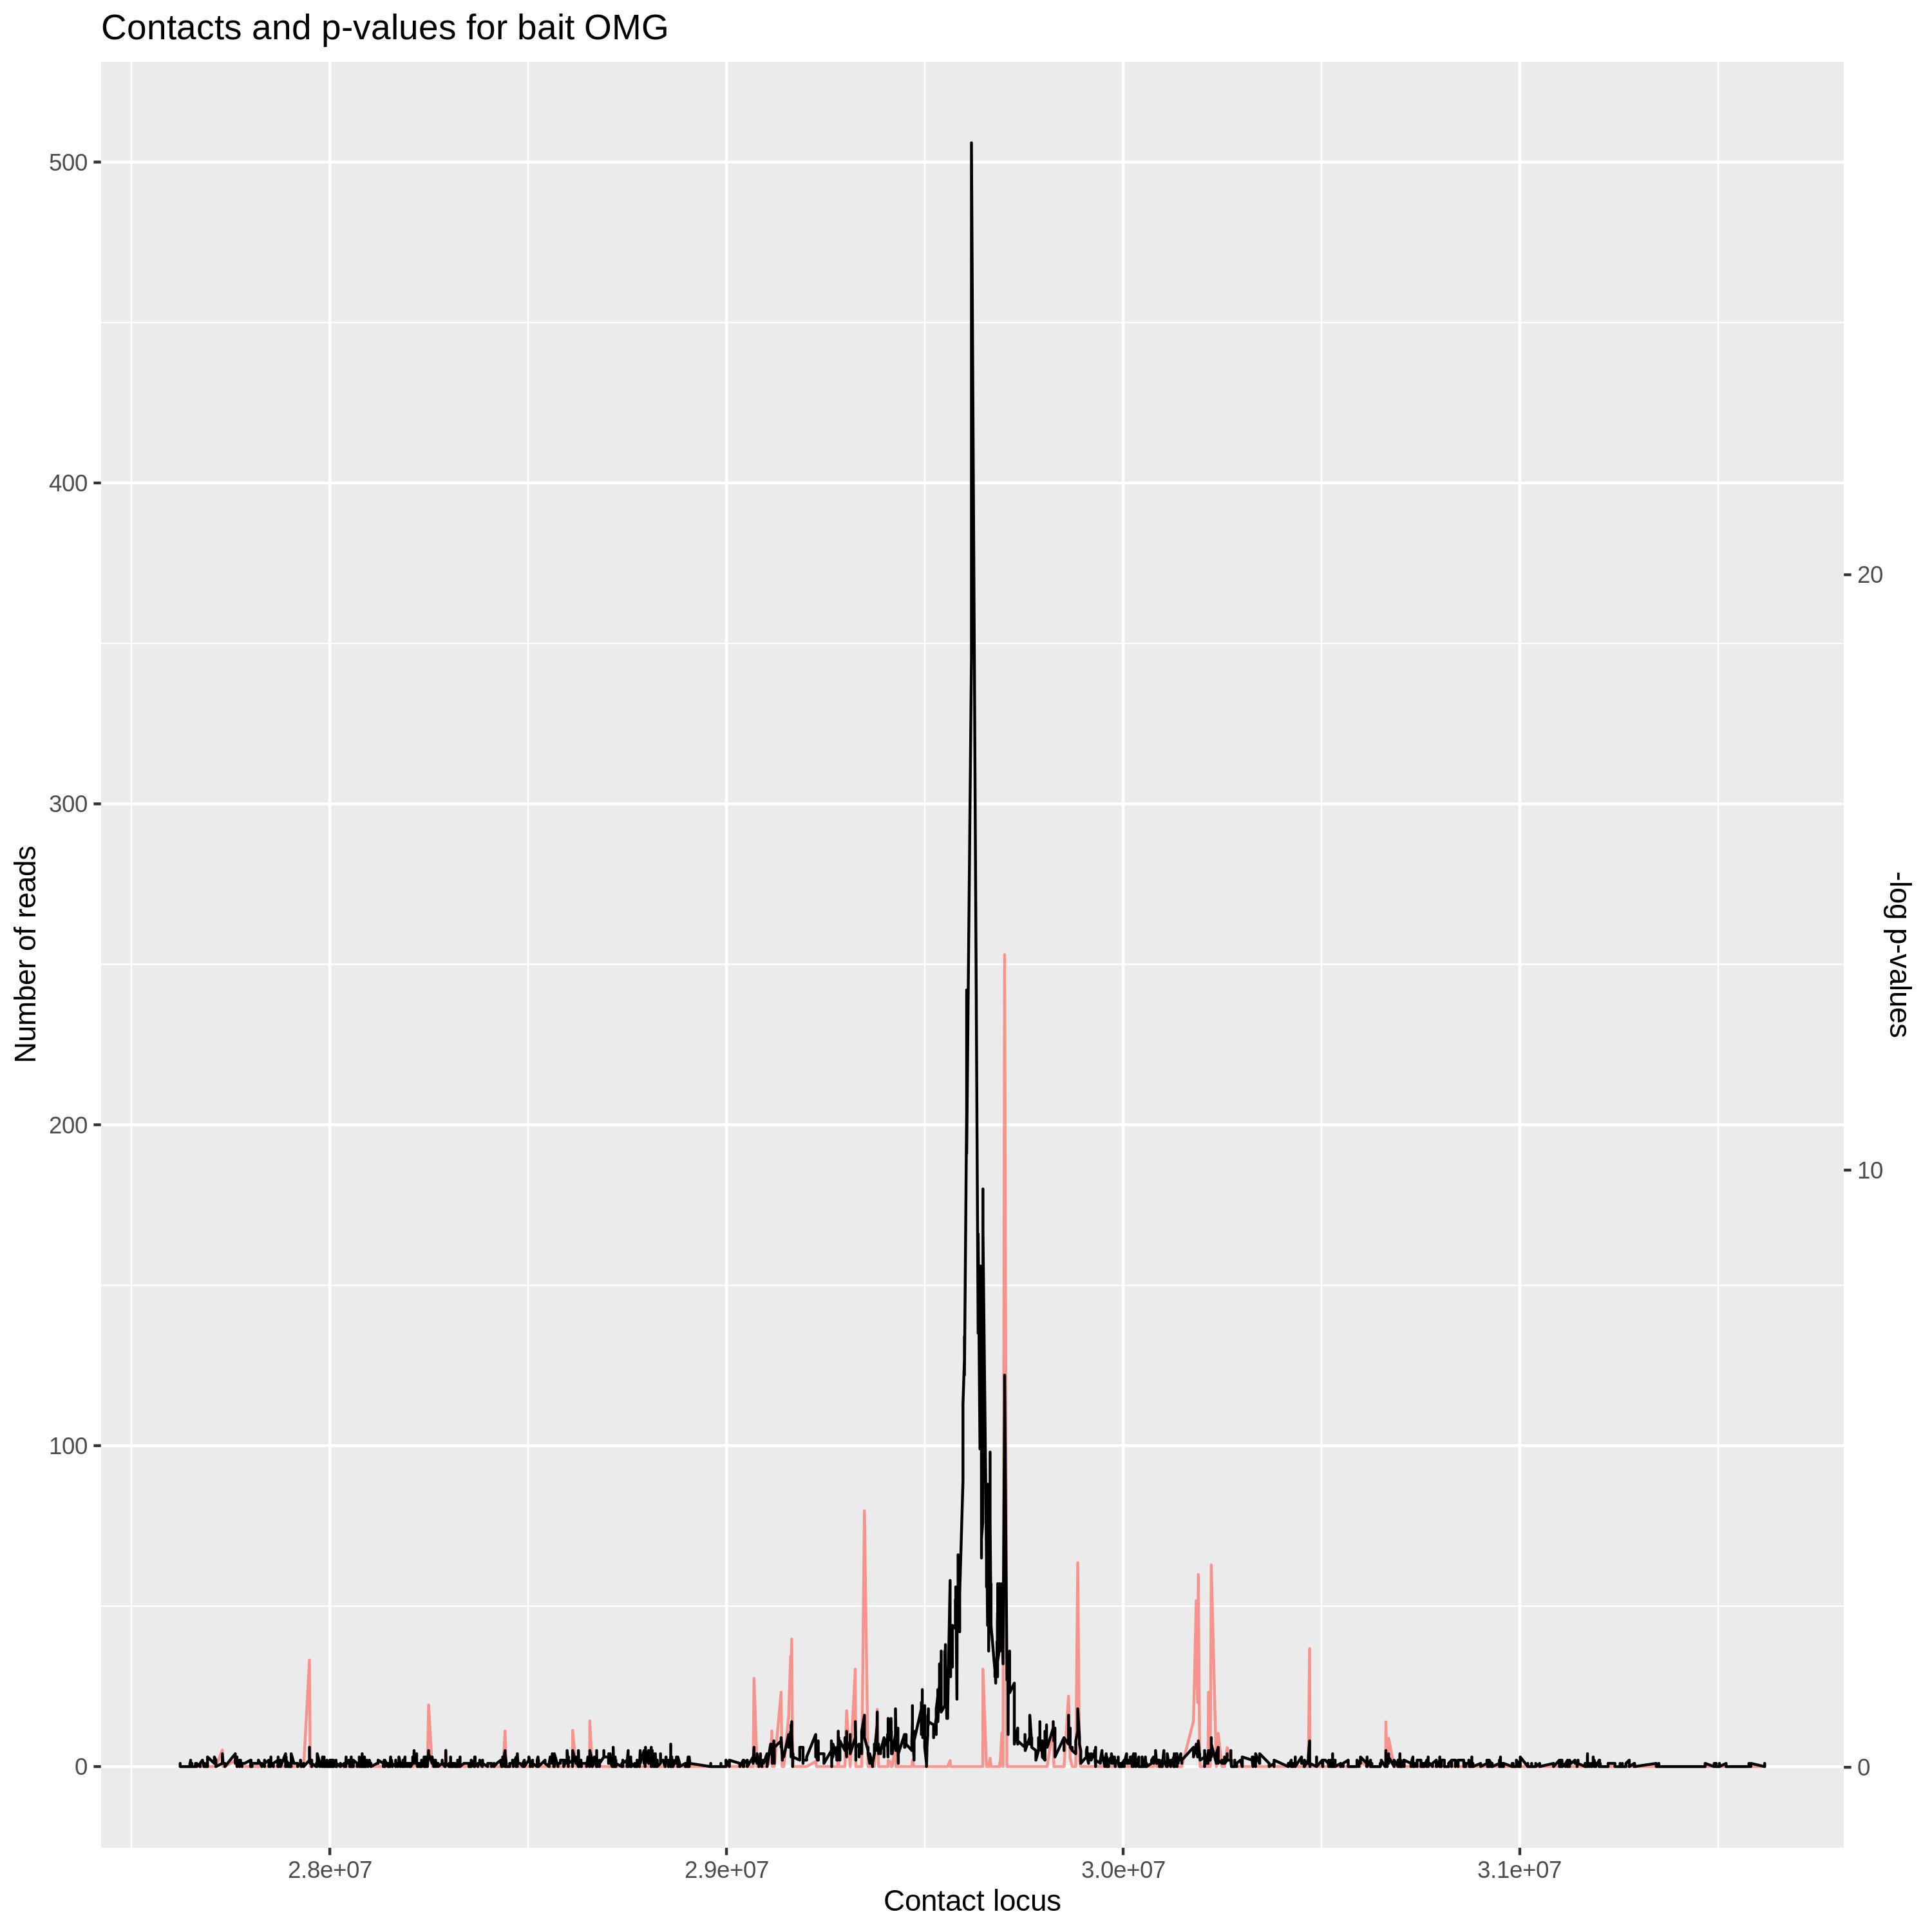 Contacts and p-values for bait OMG
Number of reads
500
400
300
200
100
0
20
10
0
-log p-values
2.8e+07
2.9e+07
3.0e+07
3.1e+07
Contact locus